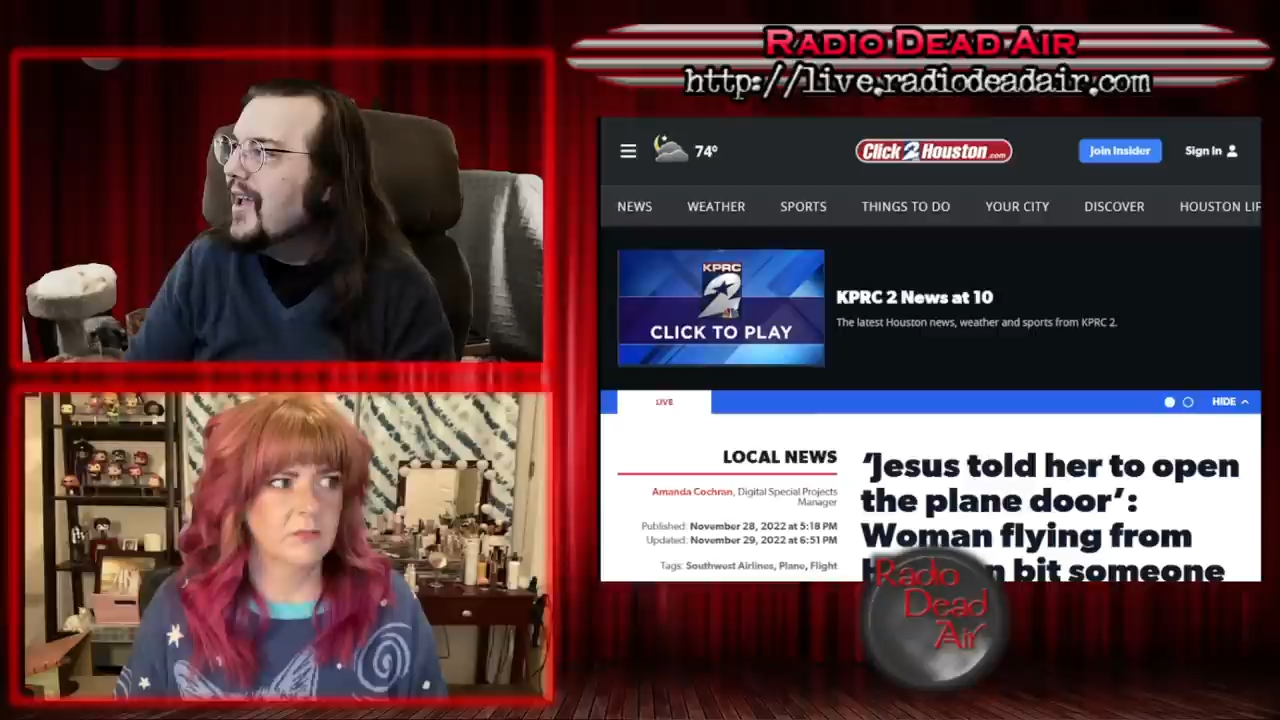 Radio Dead Air
http://live.radiodeadair.com
74°
Click2Houston.com
Join Insider
Sign In
NEWS
WEATHER
SPORTS
THINGS TO DO
YOUR CITY
DISCOVER
HOUSTON LIF
KPRC
2
CLICK TO PLAY
KPRC 2 News at 10
The latest Houston news, weather and sports from KPRC 2.
LIVE
HIDE
LOCAL NEWS
Amanda Cochran, Digital Special Projects
Manager
Published: November 28, 2022 at 5:18 PM
Updated: November 29, 2022 at 6:51 PM
Tags: Southwest Airlines, Plane, Flight
‘Jesus told her to open
the plane door’:
Woman flying from
bit someone
Radio
Dead
Air